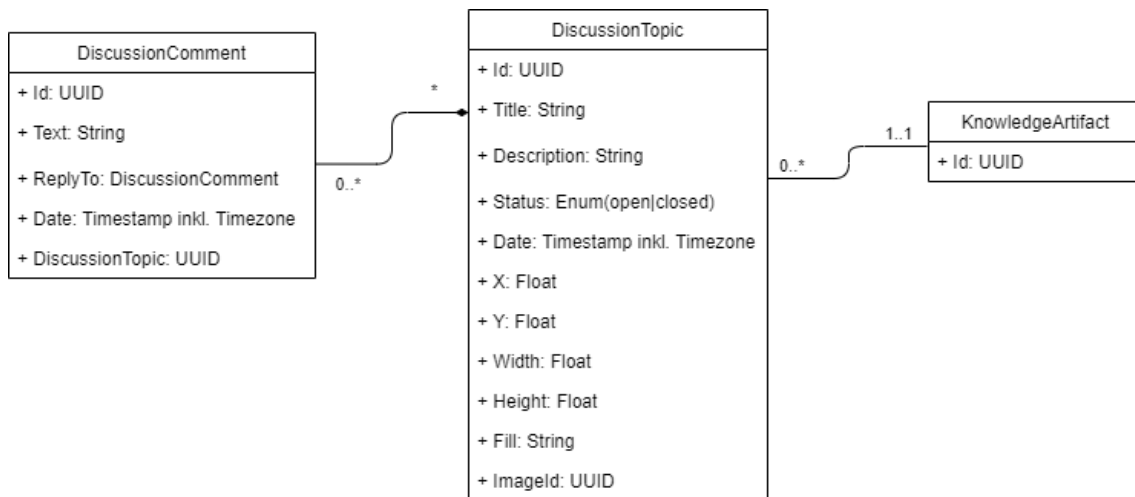 DiscussionComment
+ Id: UUID
+ Text: String
+ ReplyTo: DiscussionComment
+ Date: Timestamp inkl. Timezone
+ DiscussionTopic: UUID
0..*
*
DiscussionTopic
+ Id: UUID
+ Title: String
+ Description: String
+ Status: Enum(open|closed)
+ Date: Timestamp inkl. Timezone
+ X: Float
+ Y: Float
+ Width: Float
+ Height: Float
+ Fill: String
+ ImageId: UUID
0..*
1..1
KnowledgeArtifact
+ Id: UUID